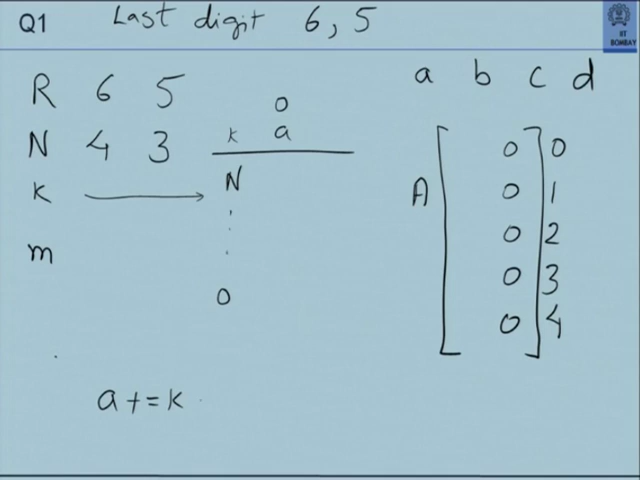 Q1 Last digit 6, 5
IIT BOMBAY
a b c d
R 6 5
0
N 4 3 k a
0 0
k N
A 0 1
0 2
m
0 0 3
0 4
a += k